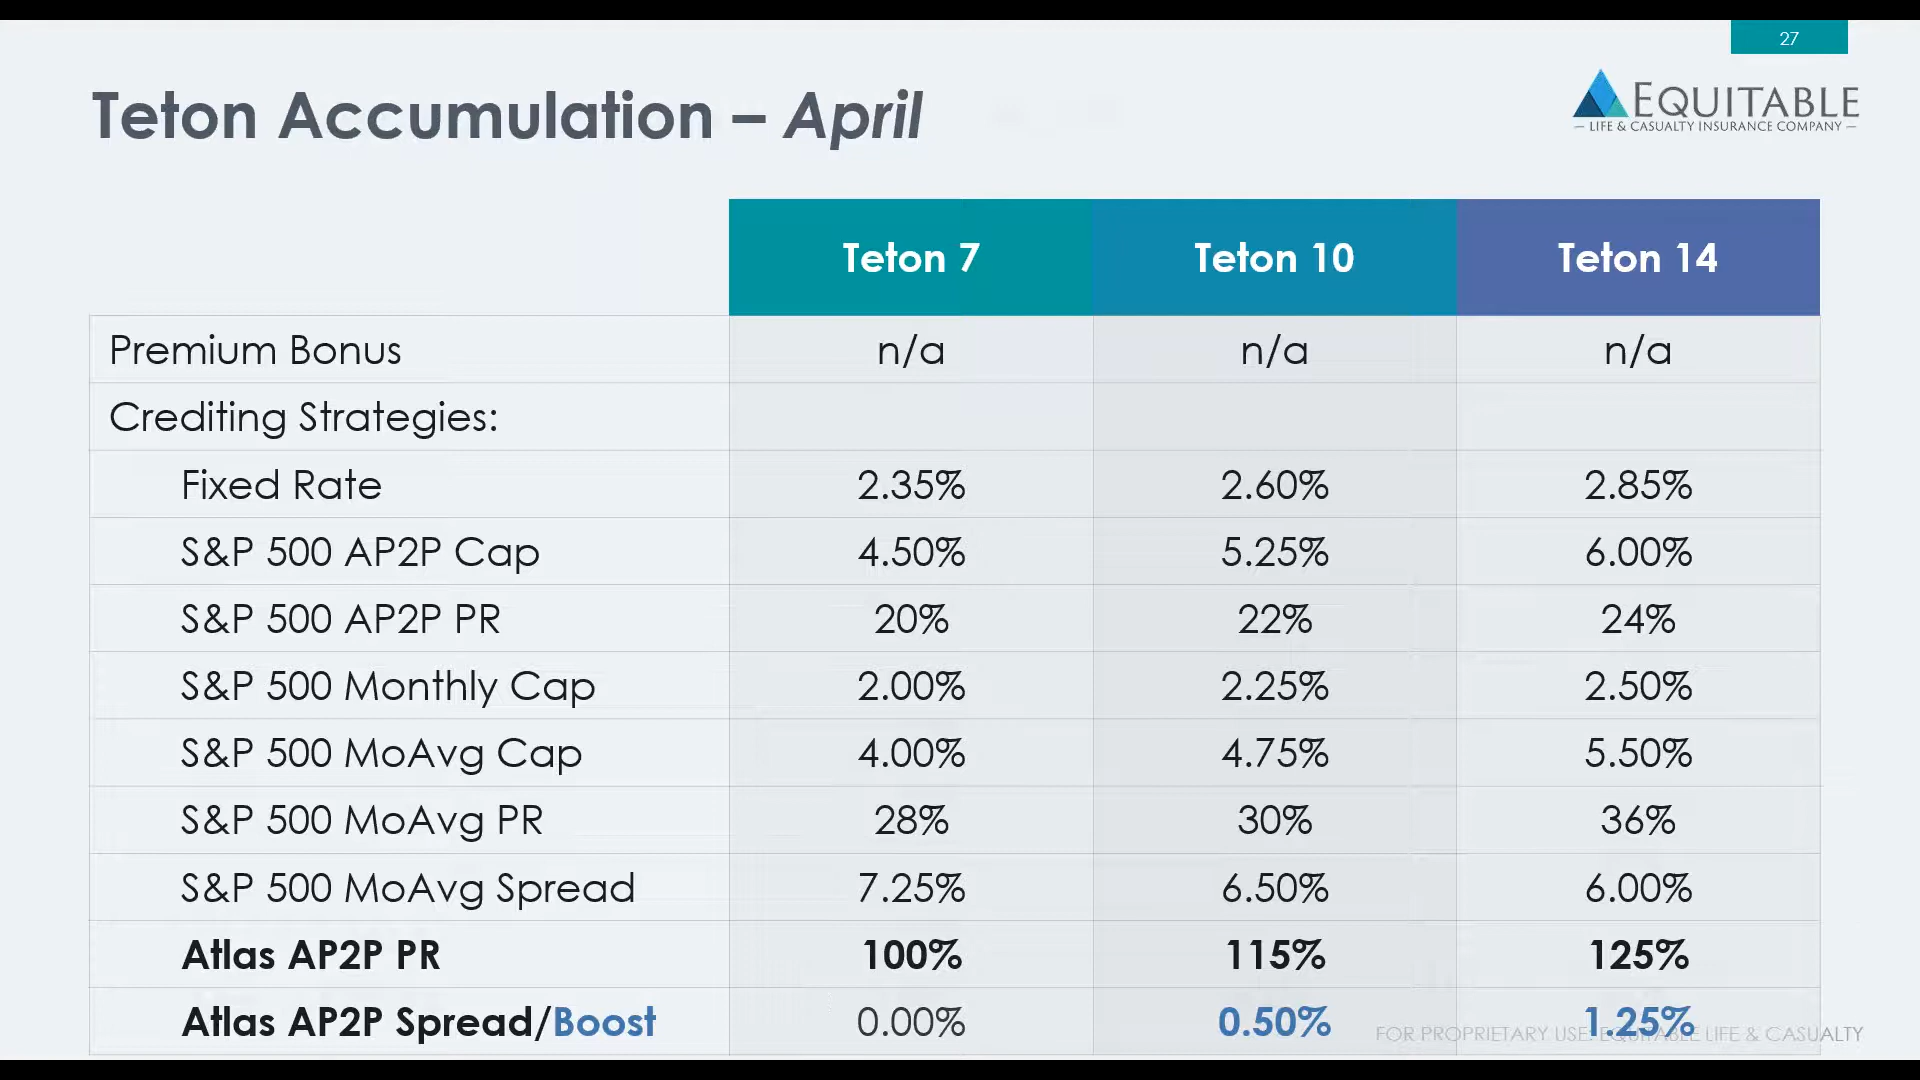 27
Teton Accumulation – April
EQUITABLE
– LIFE & CASUALTY INSURANCE COMPANY –
Teton 7 Teton 10 Teton 14
Premium Bonus n/a n/a n/a
Crediting Strategies:
Fixed Rate 2.35% 2.60% 2.85%
S&P 500 AP2P Cap 4.50% 5.25% 6.00%
S&P 500 AP2P PR 20% 22% 24%
S&P 500 Monthly Cap 2.00% 2.25% 2.50%
S&P 500 MoAvg Cap 4.00% 4.75% 5.50%
S&P 500 MoAvg PR 28% 30% 36%
S&P 500 MoAvg Spread 7.25% 6.50% 6.00%
Atlas AP2P PR 100% 115% 125%
Atlas AP2P Spread/Boost 0.00% 0.50% 1.25%
FOR PROPRIETARY USE: EQUITABLE LIFE & CASUALTY